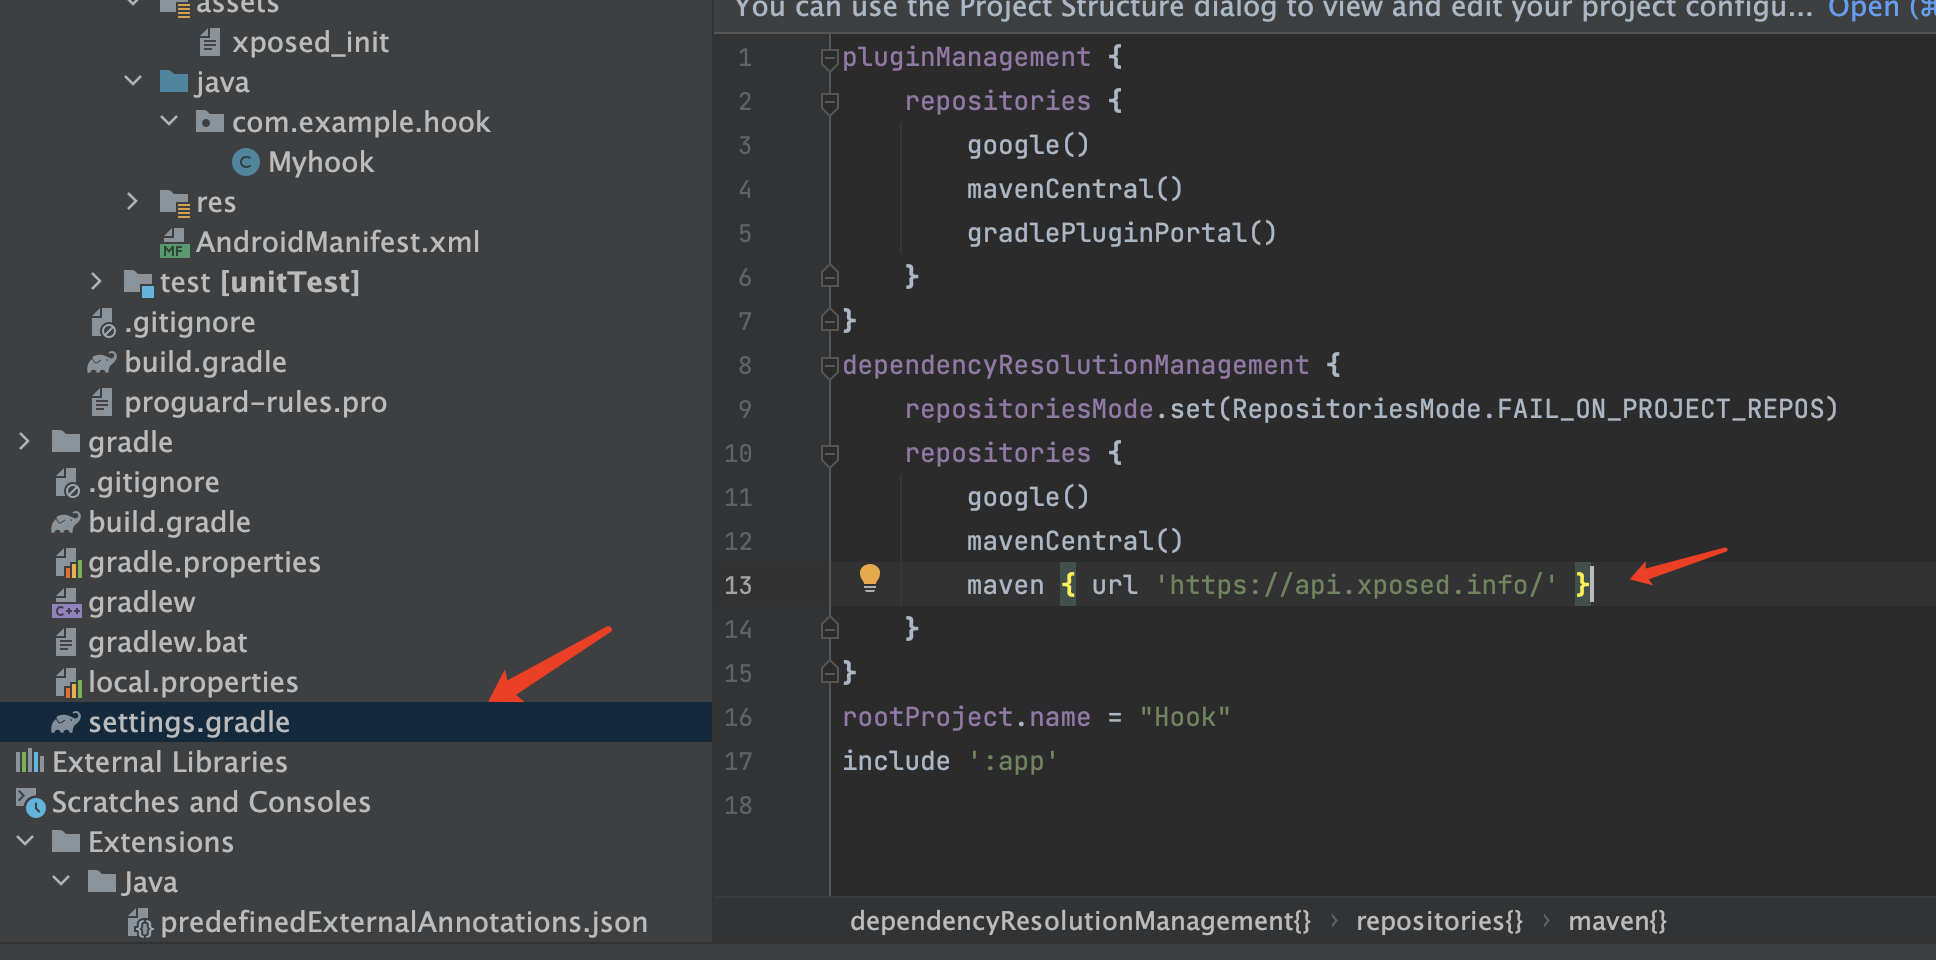 assets
xposed_init
java
com.example.hook
C Myhook
res
MF AndroidManifest.xml
test [unitTest]
.gitignore
build.gradle
proguard-rules.pro
gradle
.gitignore
build.gradle
gradle.properties
C++ gradlew
gradlew.bat
local.properties
settings.gradle
External Libraries
Scratches and Consoles
Extensions
Java
predefinedExternalAnnotations.json
You can use the Project Structure dialog to view and edit your project configu... Open (⌘
1 pluginManagement {
2 repositories {
3 google()
4 mavenCentral()
5 gradlePluginPortal()
6 }
7 }
8 dependencyResolutionManagement {
9 repositoriesMode.set(RepositoriesMode.FAIL_ON_PROJECT_REPOS)
10 repositories {
11 google()
12 mavenCentral()
13 maven { url 'https://api.xposed.info/' }
14 }
15 }
16 rootProject.name = "Hook"
17 include ':app'
18
dependencyResolutionManagement{} › repositories{} › maven{}